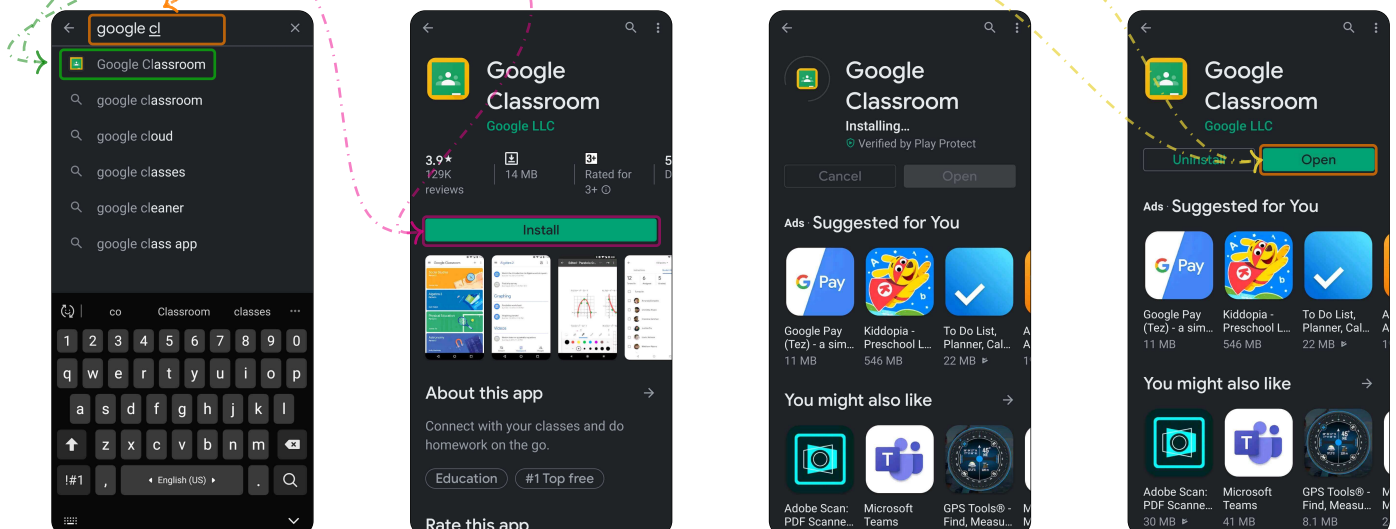 google cl
Google Classroom
google classroom
google cloud
google classes
google cleaner
google class app
co Classroom classes ...
1 2 3 4 5 6 7 8 9 0
q w e r t y u i o p
a s d f g h j k l
z x c v b n m
!#1 , English (US) .
Google
Classroom
Google LLC
3.9★
129K
reviews
14 MB
3+
Rated for
3+
5
D
Install
About this app
Connect with your classes and do
homework on the go.
Education #1 Top free
Rate this app
Google
Classroom
Installing...
Verified by Play Protect
Cancel Open
Ads · Suggested for You
G Pay
Google Pay
(Tez) - a sim...
11 MB
Kiddopia -
Preschool L...
546 MB
To Do List,
Planner, Cal...
22 MB
A
A
1
You might also like
Adobe Scan:
PDF Scanne...
Microsoft
Teams
GPS Tools® -
Find, Measu...
M
M
Google
Classroom
Google LLC
Uninstall Open
Ads · Suggested for You
G Pay
Google Pay
(Tez) - a sim...
11 MB
Kiddopia -
Preschool L...
546 MB
To Do List,
Planner, Cal...
22 MB
A
A
1
You might also like
Adobe Scan:
PDF Scanne...
30 MB
Microsoft
Teams
41 MB
GPS Tools® -
Find, Measu...
8.1 MB
M
M
2